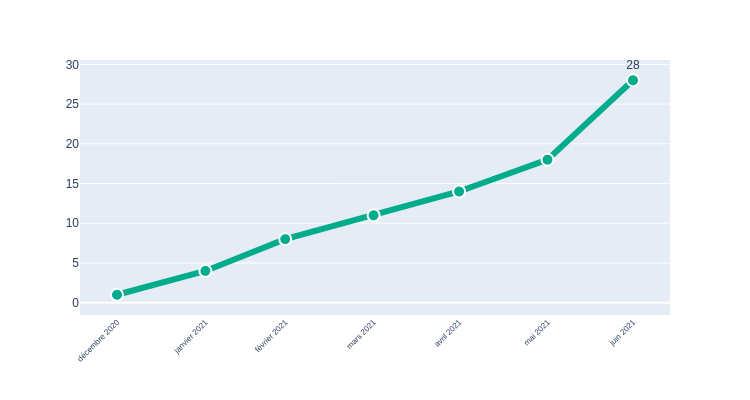 30
28
25
20
15
10
5
0
décembre 2020
janvier 2021
février 2021
mars 2021
avril 2021
mai 2021
juin 2021